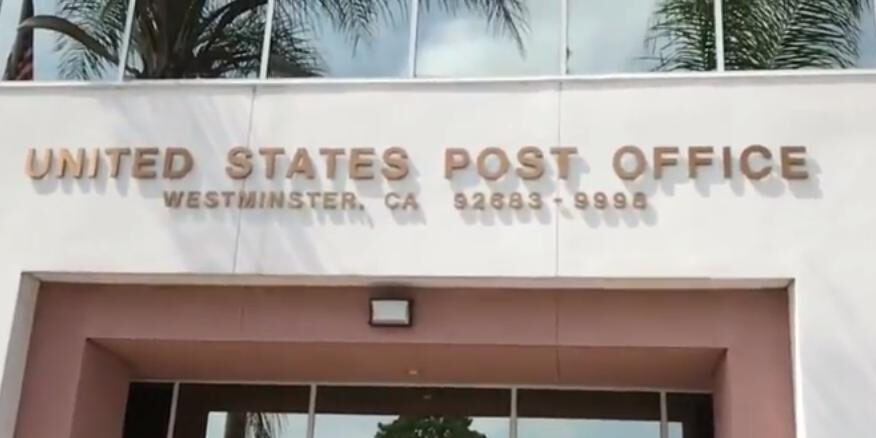 UNITED STATES POST OFFICE
WESTMINSTER, CA 92683-9998